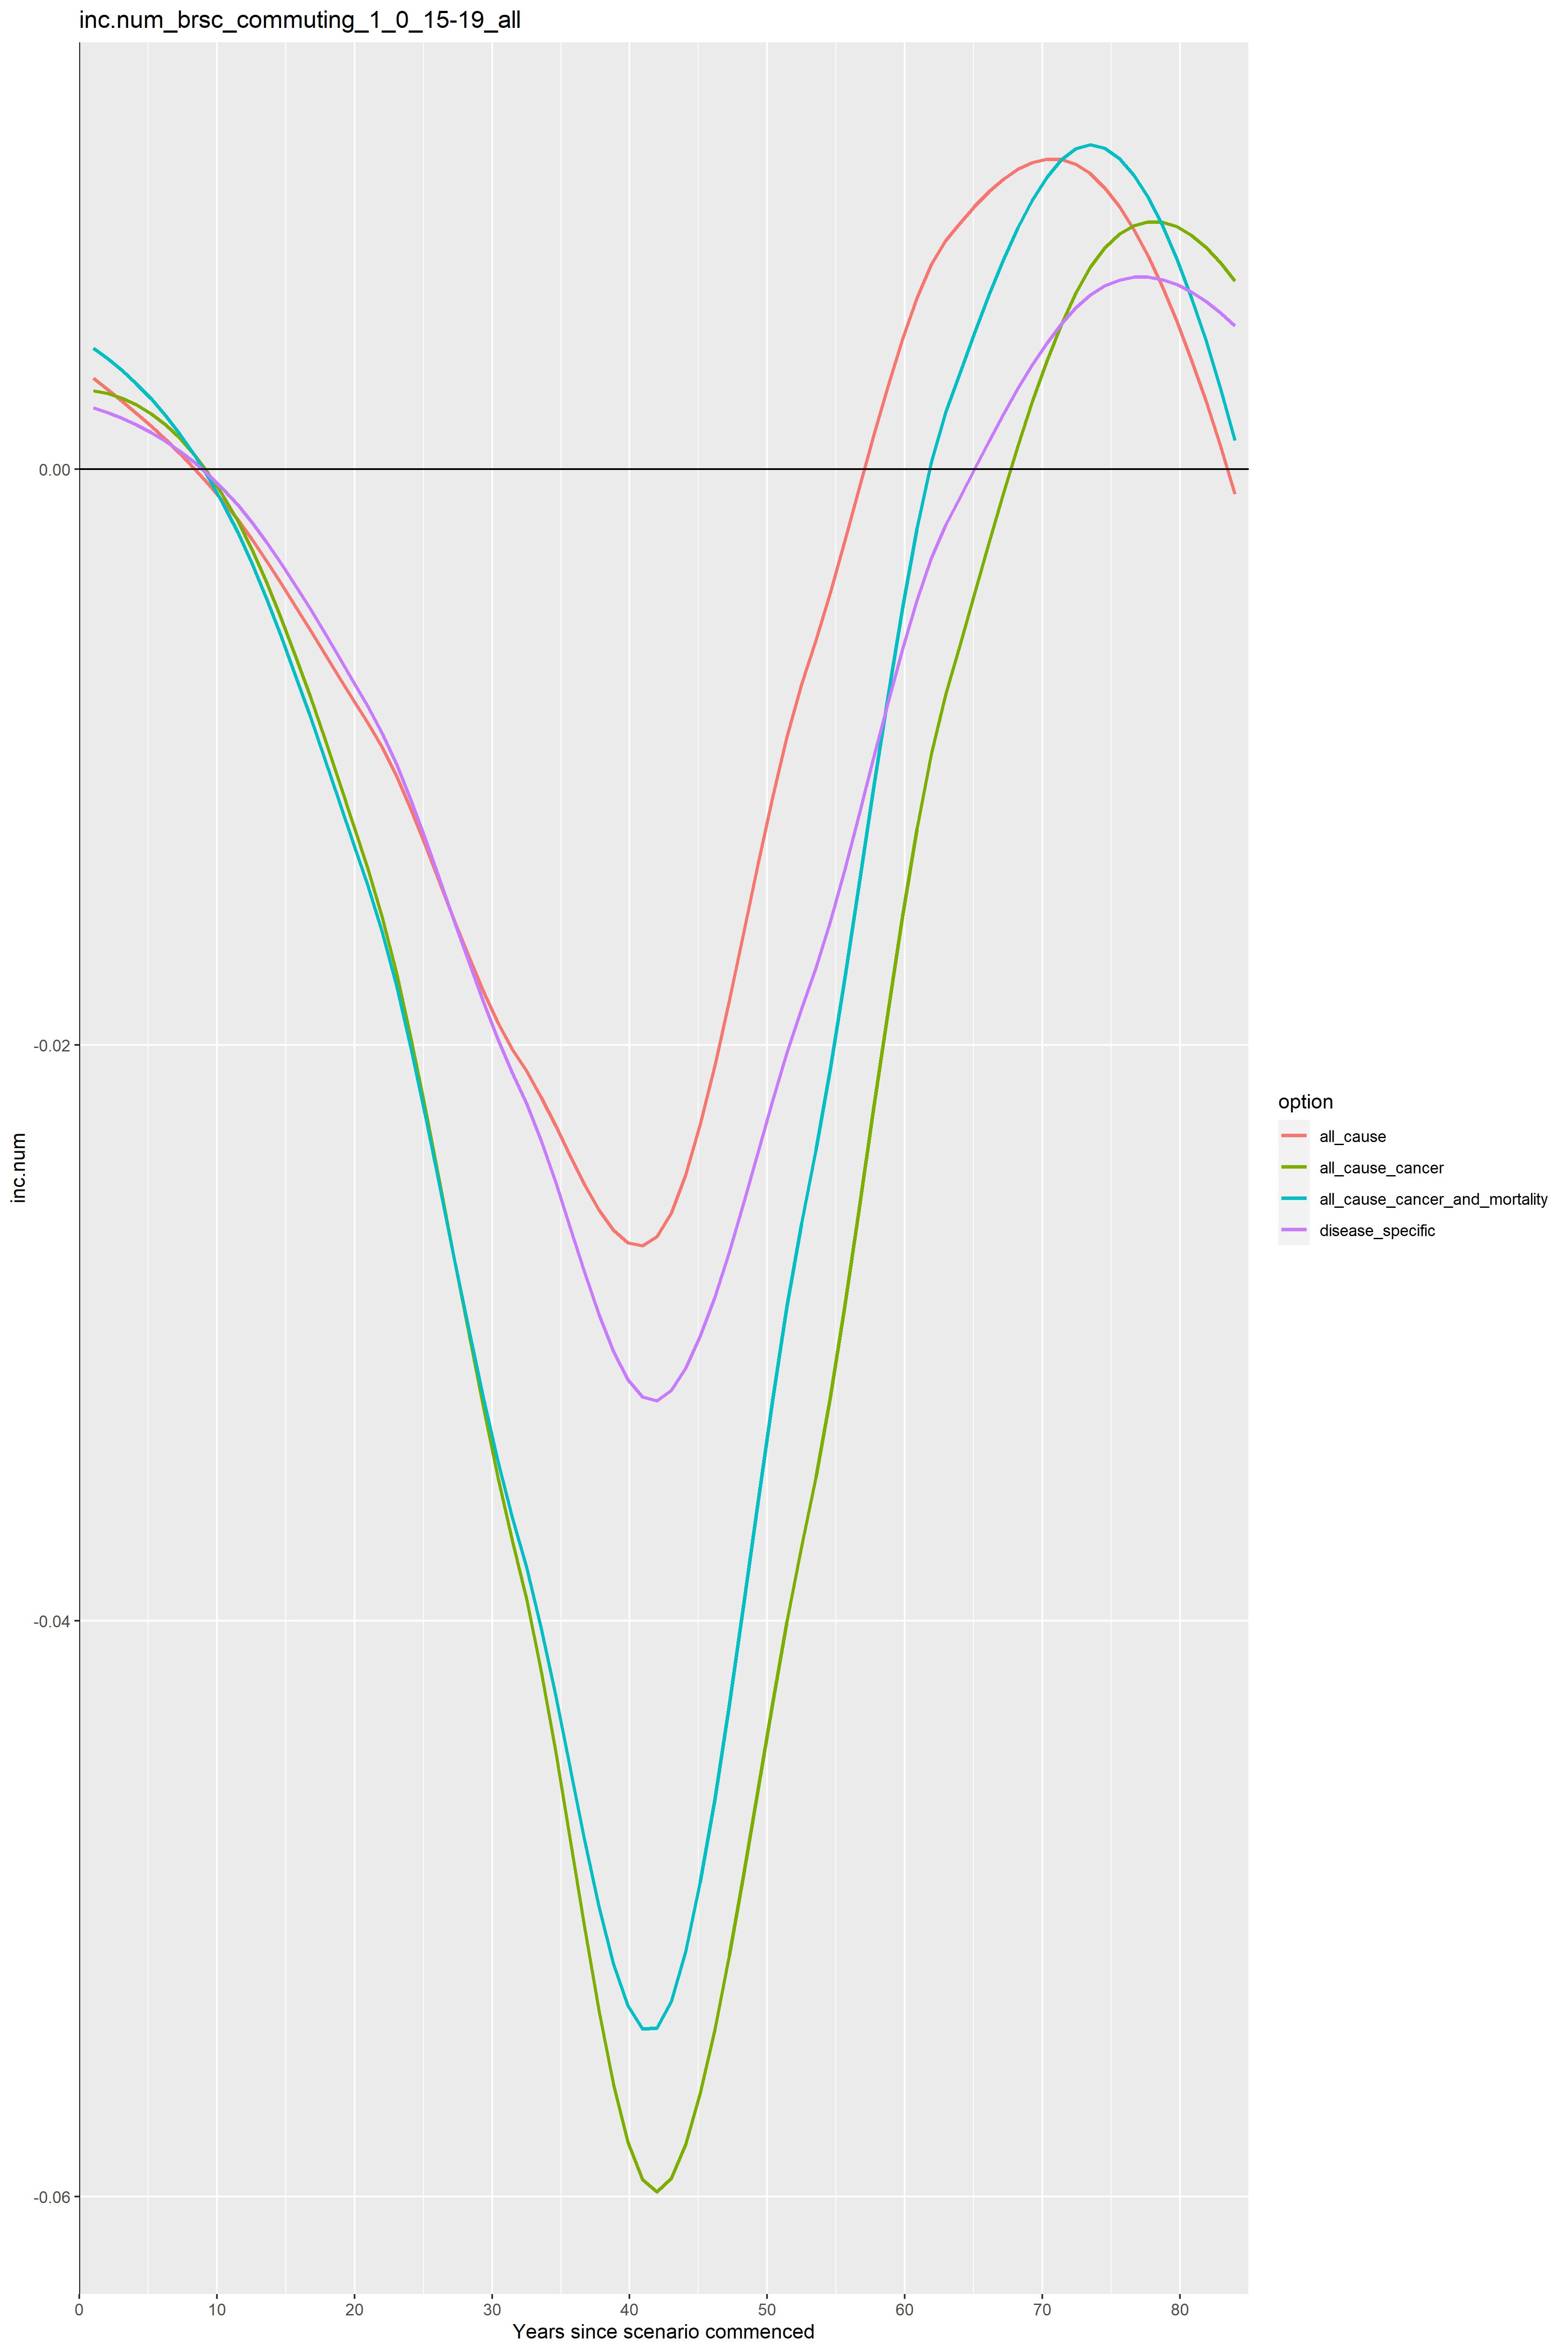 inc.num_brsc_commuting_1_0_15-19_all
0.00
-0.02
-0.04
-0.06
inc.num
0 10 20 30 40 50 60 70 80
Years since scenario commenced
option
all_cause
all_cause_cancer
all_cause_cancer_and_mortality
disease_specific